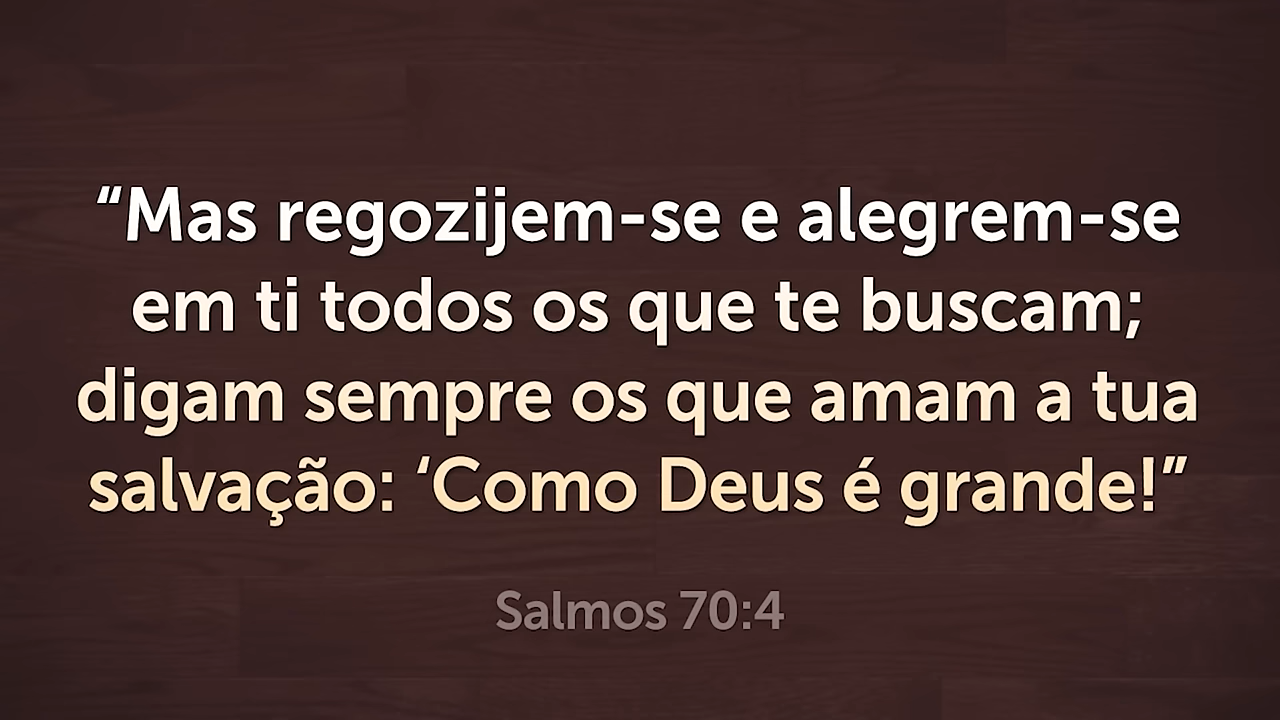 “Mas regozijem-se e alegrem-se
em ti todos os que te buscam;
digam sempre os que amam a tua
salvação: ‘Como Deus é grande!”
Salmos 70:4